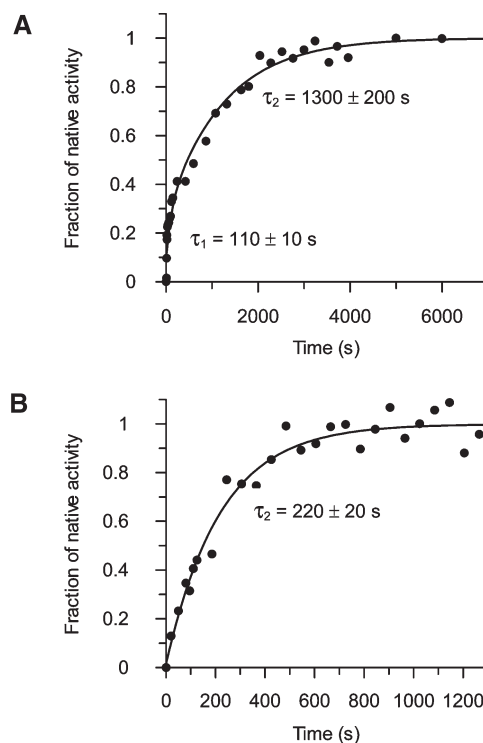 A
Fraction of native activity
1
0.8
0.6
0.4
0.2
0
τ2 = 1300 ± 200 s
τ1 = 110 ± 10 s
0 2000 4000 6000
Time (s)
B
Fraction of native activity
1
0.8
0.6
0.4
0.2
0
τ2 = 220 ± 20 s
0 200 400 600 800 1000 1200
Time (s)